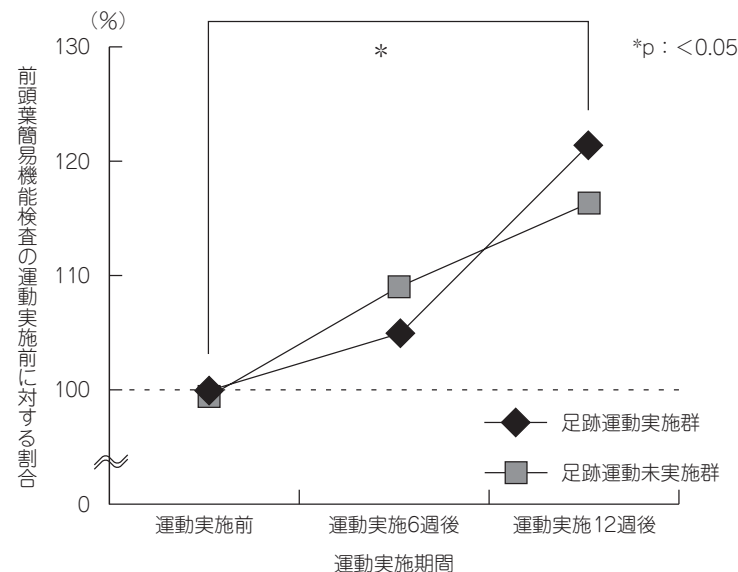 (%)
130
*
*p：＜0.05
前頭葉簡易機能検査の運動実施前に対する割合
120
110
100
足跡運動実施群
足跡運動未実施群
0
運動実施前
運動実施6週後
運動実施12週後
運動実施期間